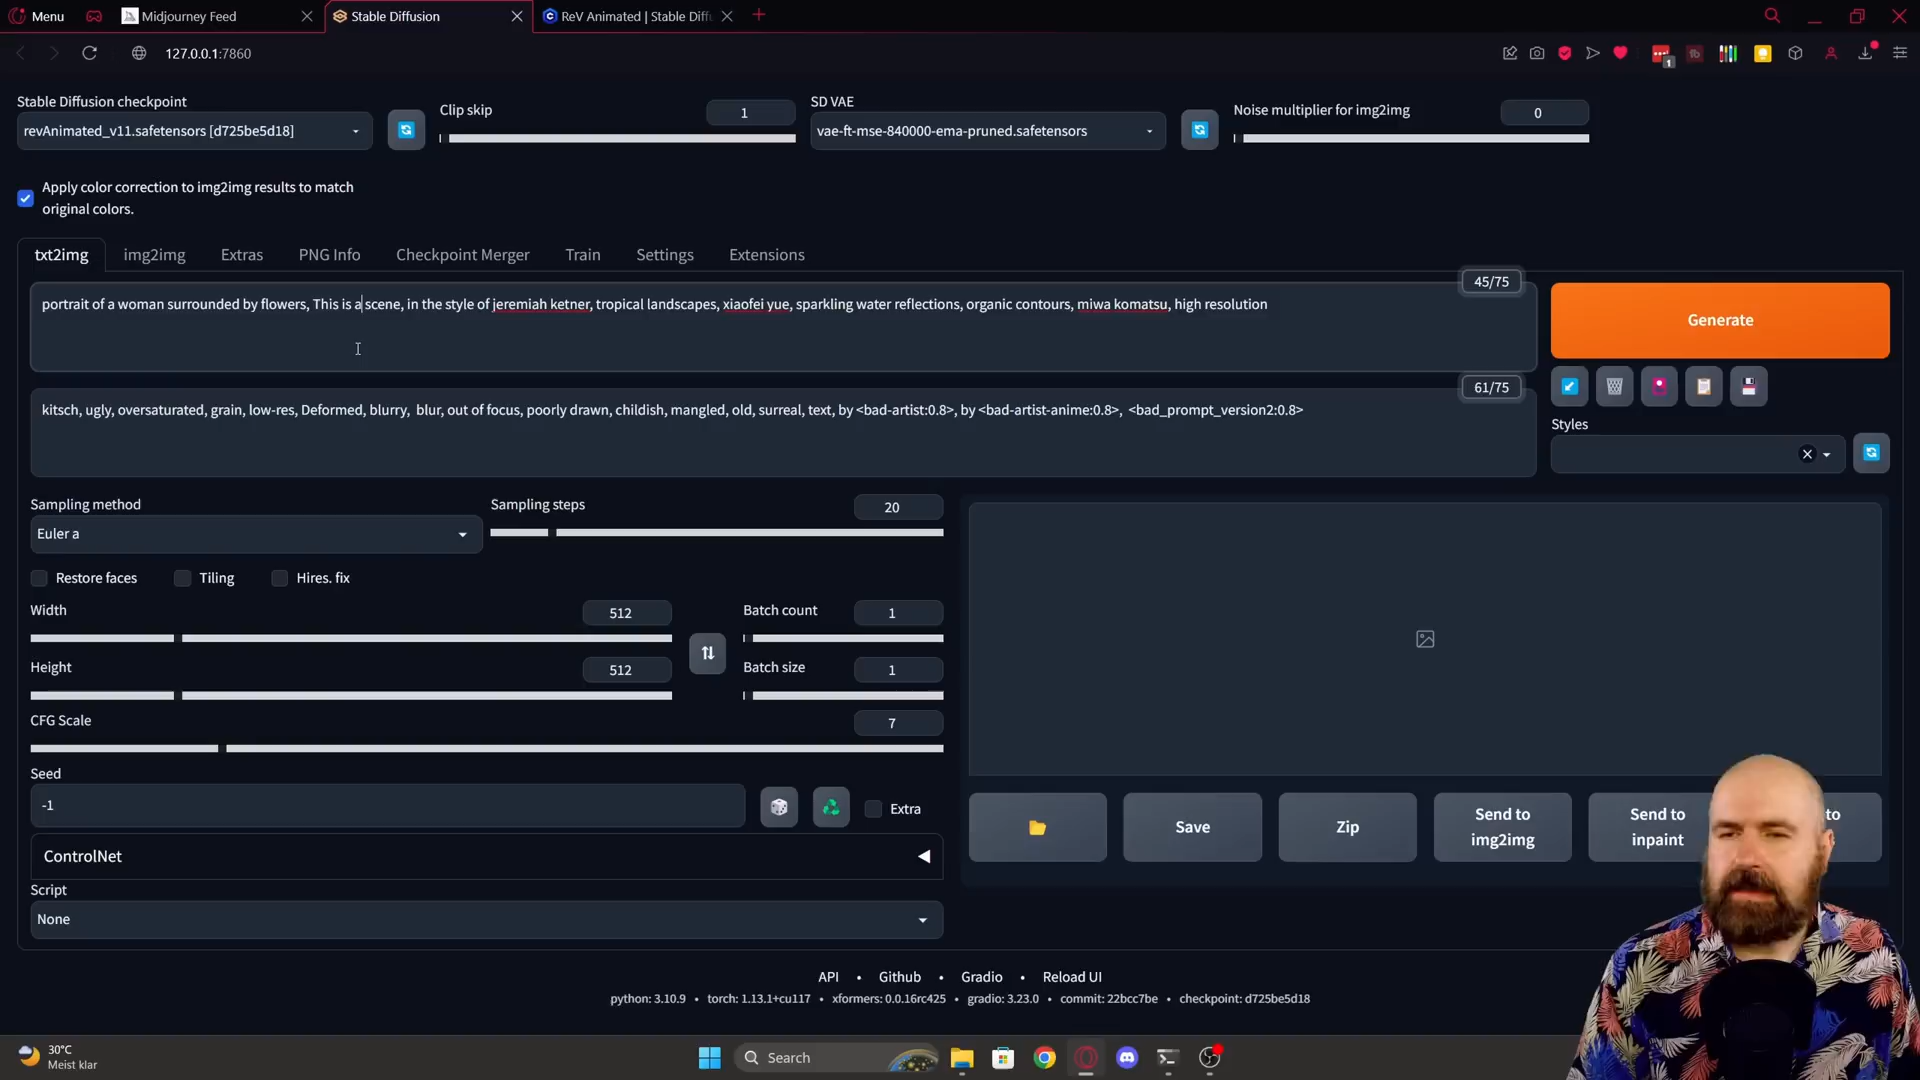 Menu
Midjourney Feed
Stable Diffusion
ReV Animated | Stable Diff
127.0.0.1:7860
1
Stable Diffusion checkpoint
revAnimated_v11.safetensors [d725be5d18]
Clip skip
1
SD VAE
vae-ft-mse-840000-ema-pruned.safetensors
Noise multiplier for img2img
0
Apply color correction to img2img results to match
original colors.
txt2img
img2img
Extras
PNG Info
Checkpoint Merger
Train
Settings
Extensions
45/75
portrait of a woman surrounded by flowers, This is a scene, in the style of jeremiah ketner, tropical landscapes, xiaofei yue, sparkling water reflections, organic contours, miwa komatsu, high resolution
Generate
61/75
kitsch, ugly, oversaturated, grain, low-res, Deformed, blurry, blur, out of focus, poorly drawn, childish, mangled, old, surreal, text, by <bad-artist:0.8>, by <bad-artist-anime:0.8>, <bad_prompt_version2:0.8>
Styles
Sampling method
Euler a
Sampling steps
20
Restore faces
Tiling
Hires. fix
Width
512
Batch count
1
Height
512
Batch size
1
CFG Scale
7
Seed
-1
Extra
ControlNet
Script
None
Save
Zip
Send to
img2img
Send to
inpaint
to
API • Github • Gradio • Reload UI
python: 3.10.9 • torch: 1.13.1+cu117 • xformers: 0.0.16rc425 • gradio: 3.23.0 • commit: 22bcc7be • checkpoint: d725be5d18
30°C
Meist klar
Search